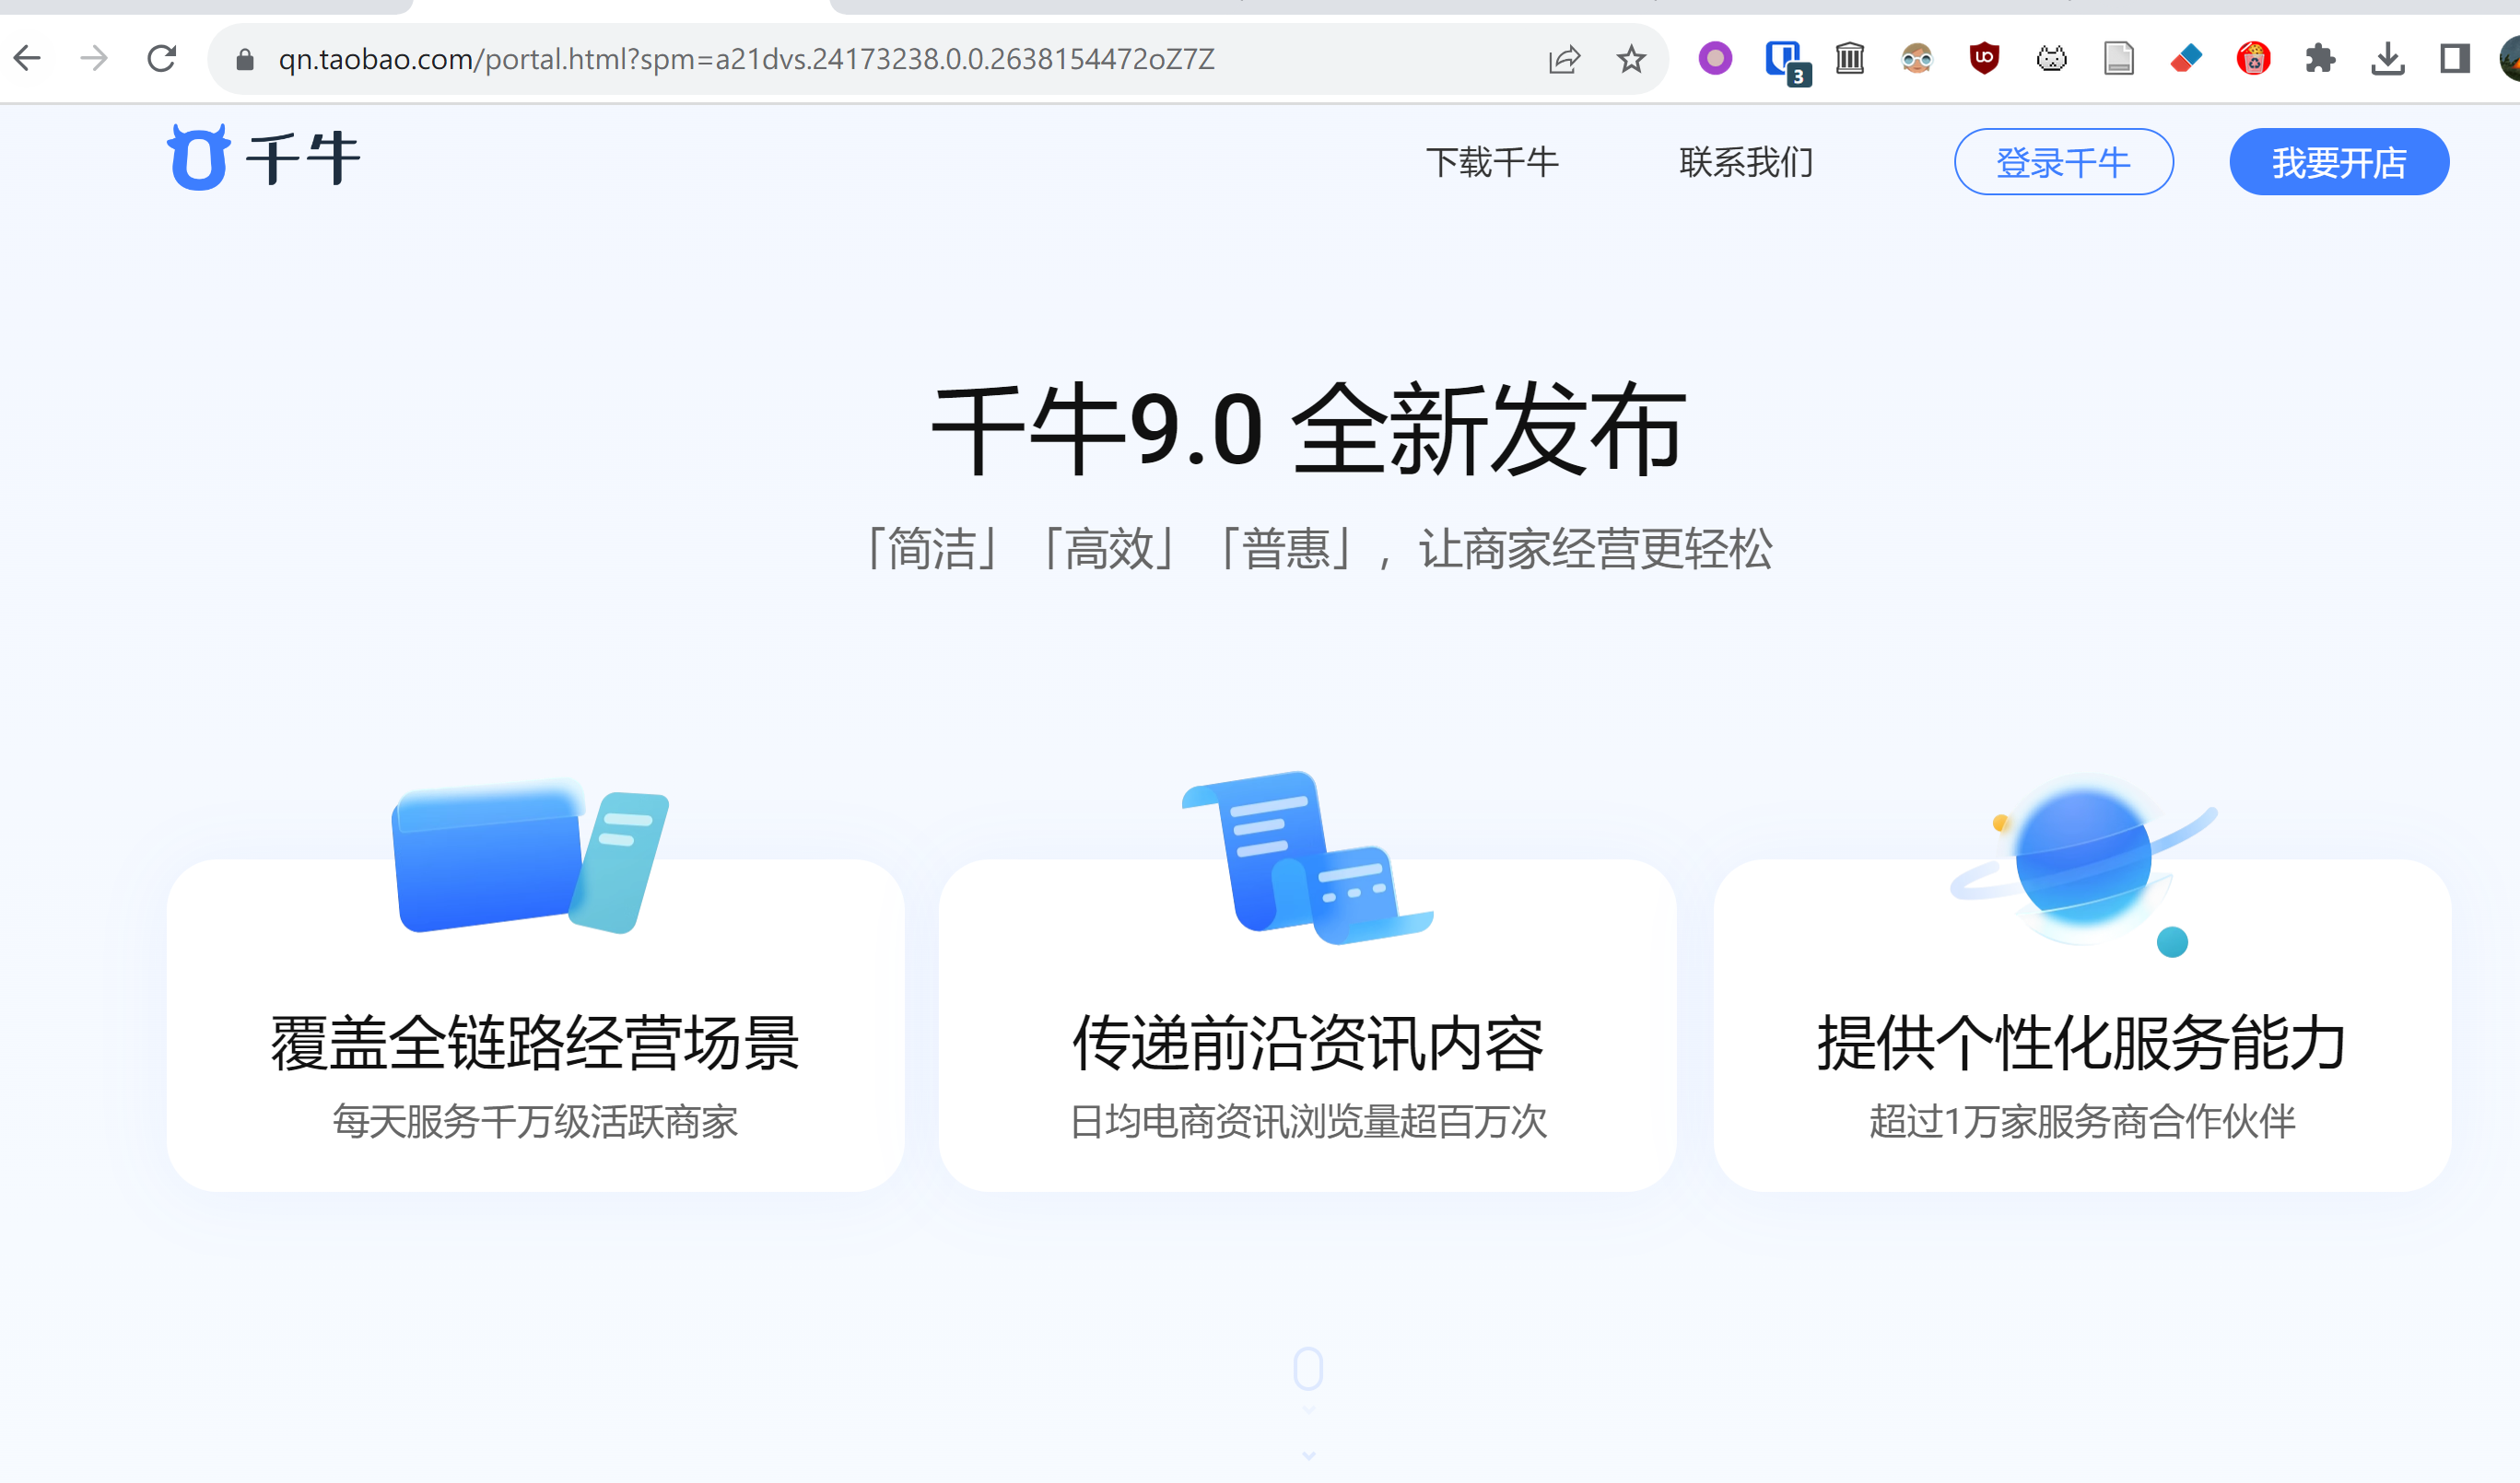 qn.taobao.com/portal.html?spm=a21dvs.24173238.0.0.2638154472oZ7Z
3
千牛
下载千牛
联系我们
登录千牛
我要开店
千牛9.0 全新发布
「简洁」「高效」「普惠」，让商家经营更轻松
覆盖全链路经营场景
每天服务千万级活跃商家
传递前沿资讯内容
日均电商资讯浏览量超百万次
提供个性化服务能力
超过1万家服务商合作伙伴